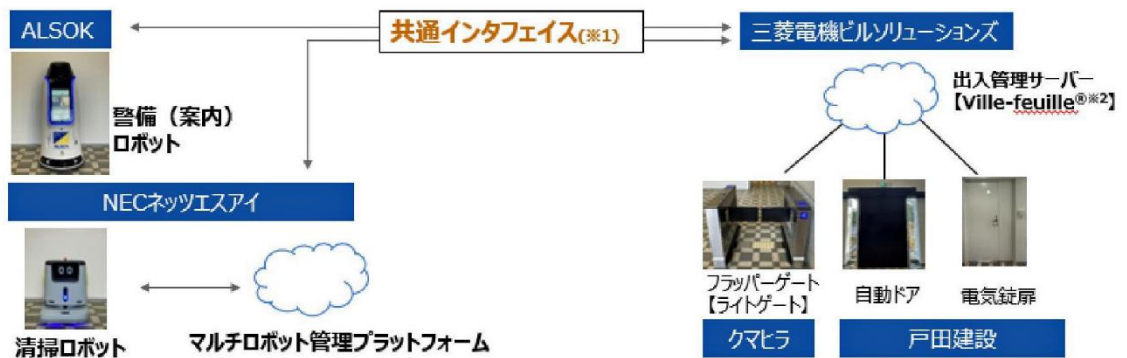 ALSOK
共通インタフェイス(※1)
三菱電機ビルソリューションズ
警備（案内）
ロボット
出入管理サーバー
【Ville-feuille®※2】
NECネッツエスアイ
清掃ロボット
マルチロボット管理プラットフォーム
フラッパーゲート
【ライトゲート】
自動ドア
電気錠扉
クマヒラ
戸田建設